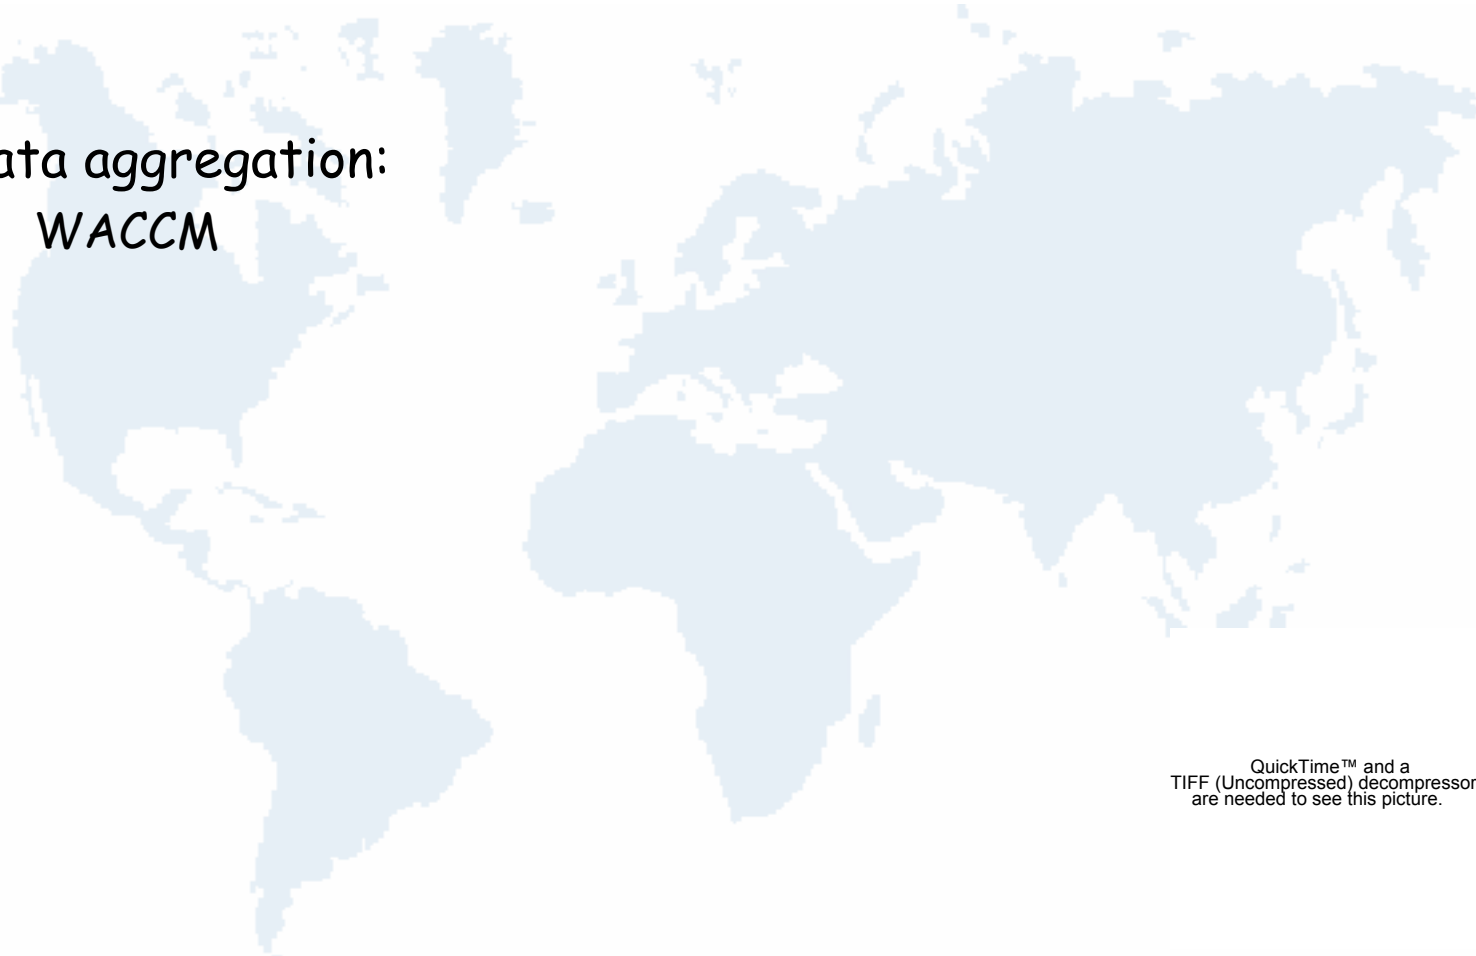 ata aggregation:
WACCM
QuickTime™ and a
TIFF (Uncompressed) decompressor
are needed to see this picture.